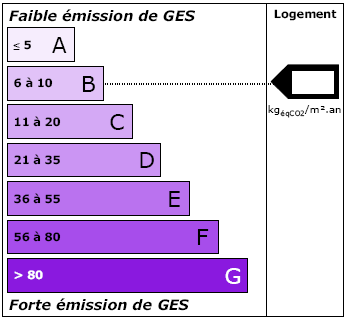 Faible émission de GES
Logement
≤ 5 A
6 à 10 B
11 à 20 C
kgéqCO2/m².an
21 à 35 D
36 à 55 E
56 à 80 F
> 80 G
Forte émission de GES